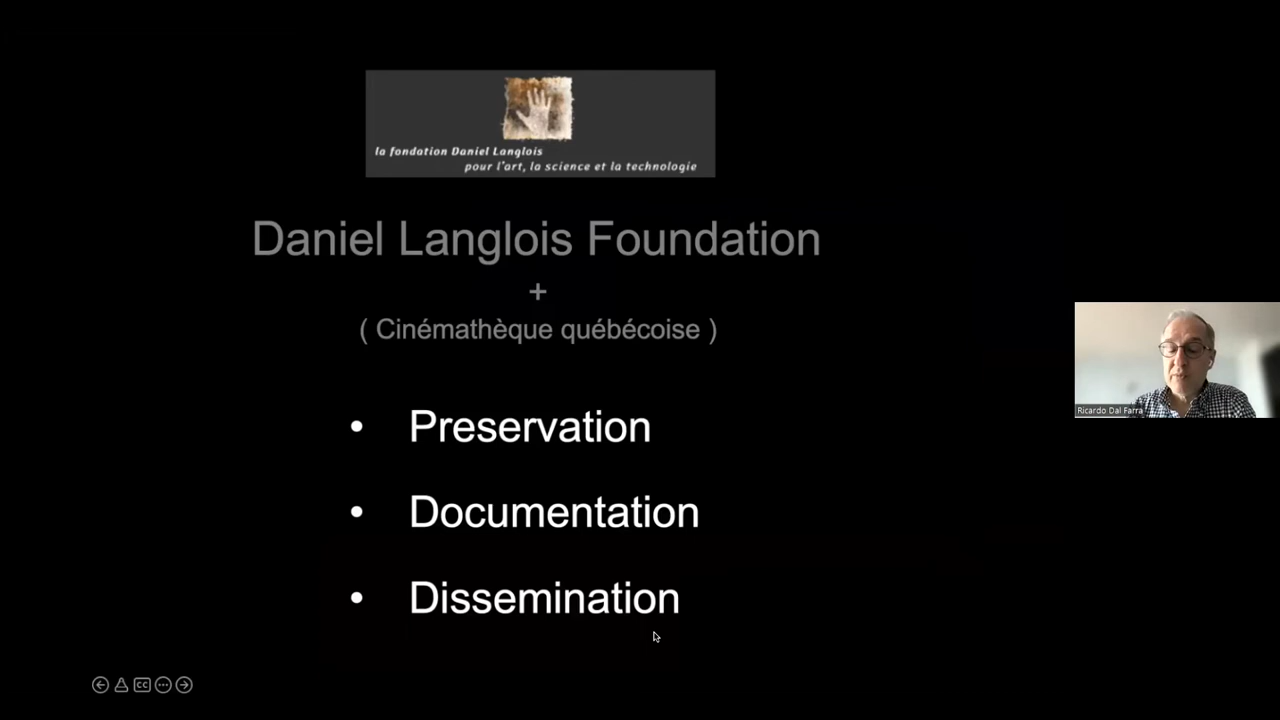 la fondation Daniel Langlois
pour l'art, la science et la technologie
Daniel Langlois Foundation
+
( Cinémathèque québécoise )
• Preservation
• Documentation
• Dissemination
Ricardo Dal Farra
CC